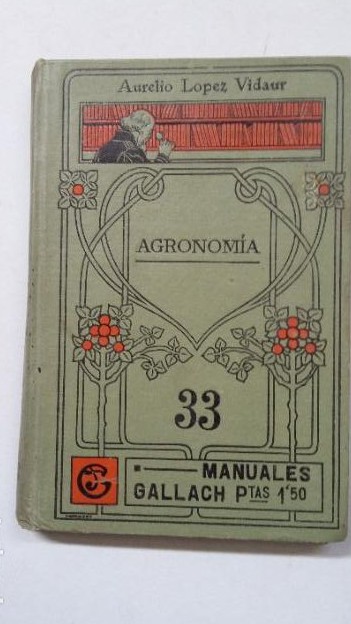 Aurelio Lopez Vidaur
AGRONOMÍA
33
MANUALES
GALLACH PTAS 1'50